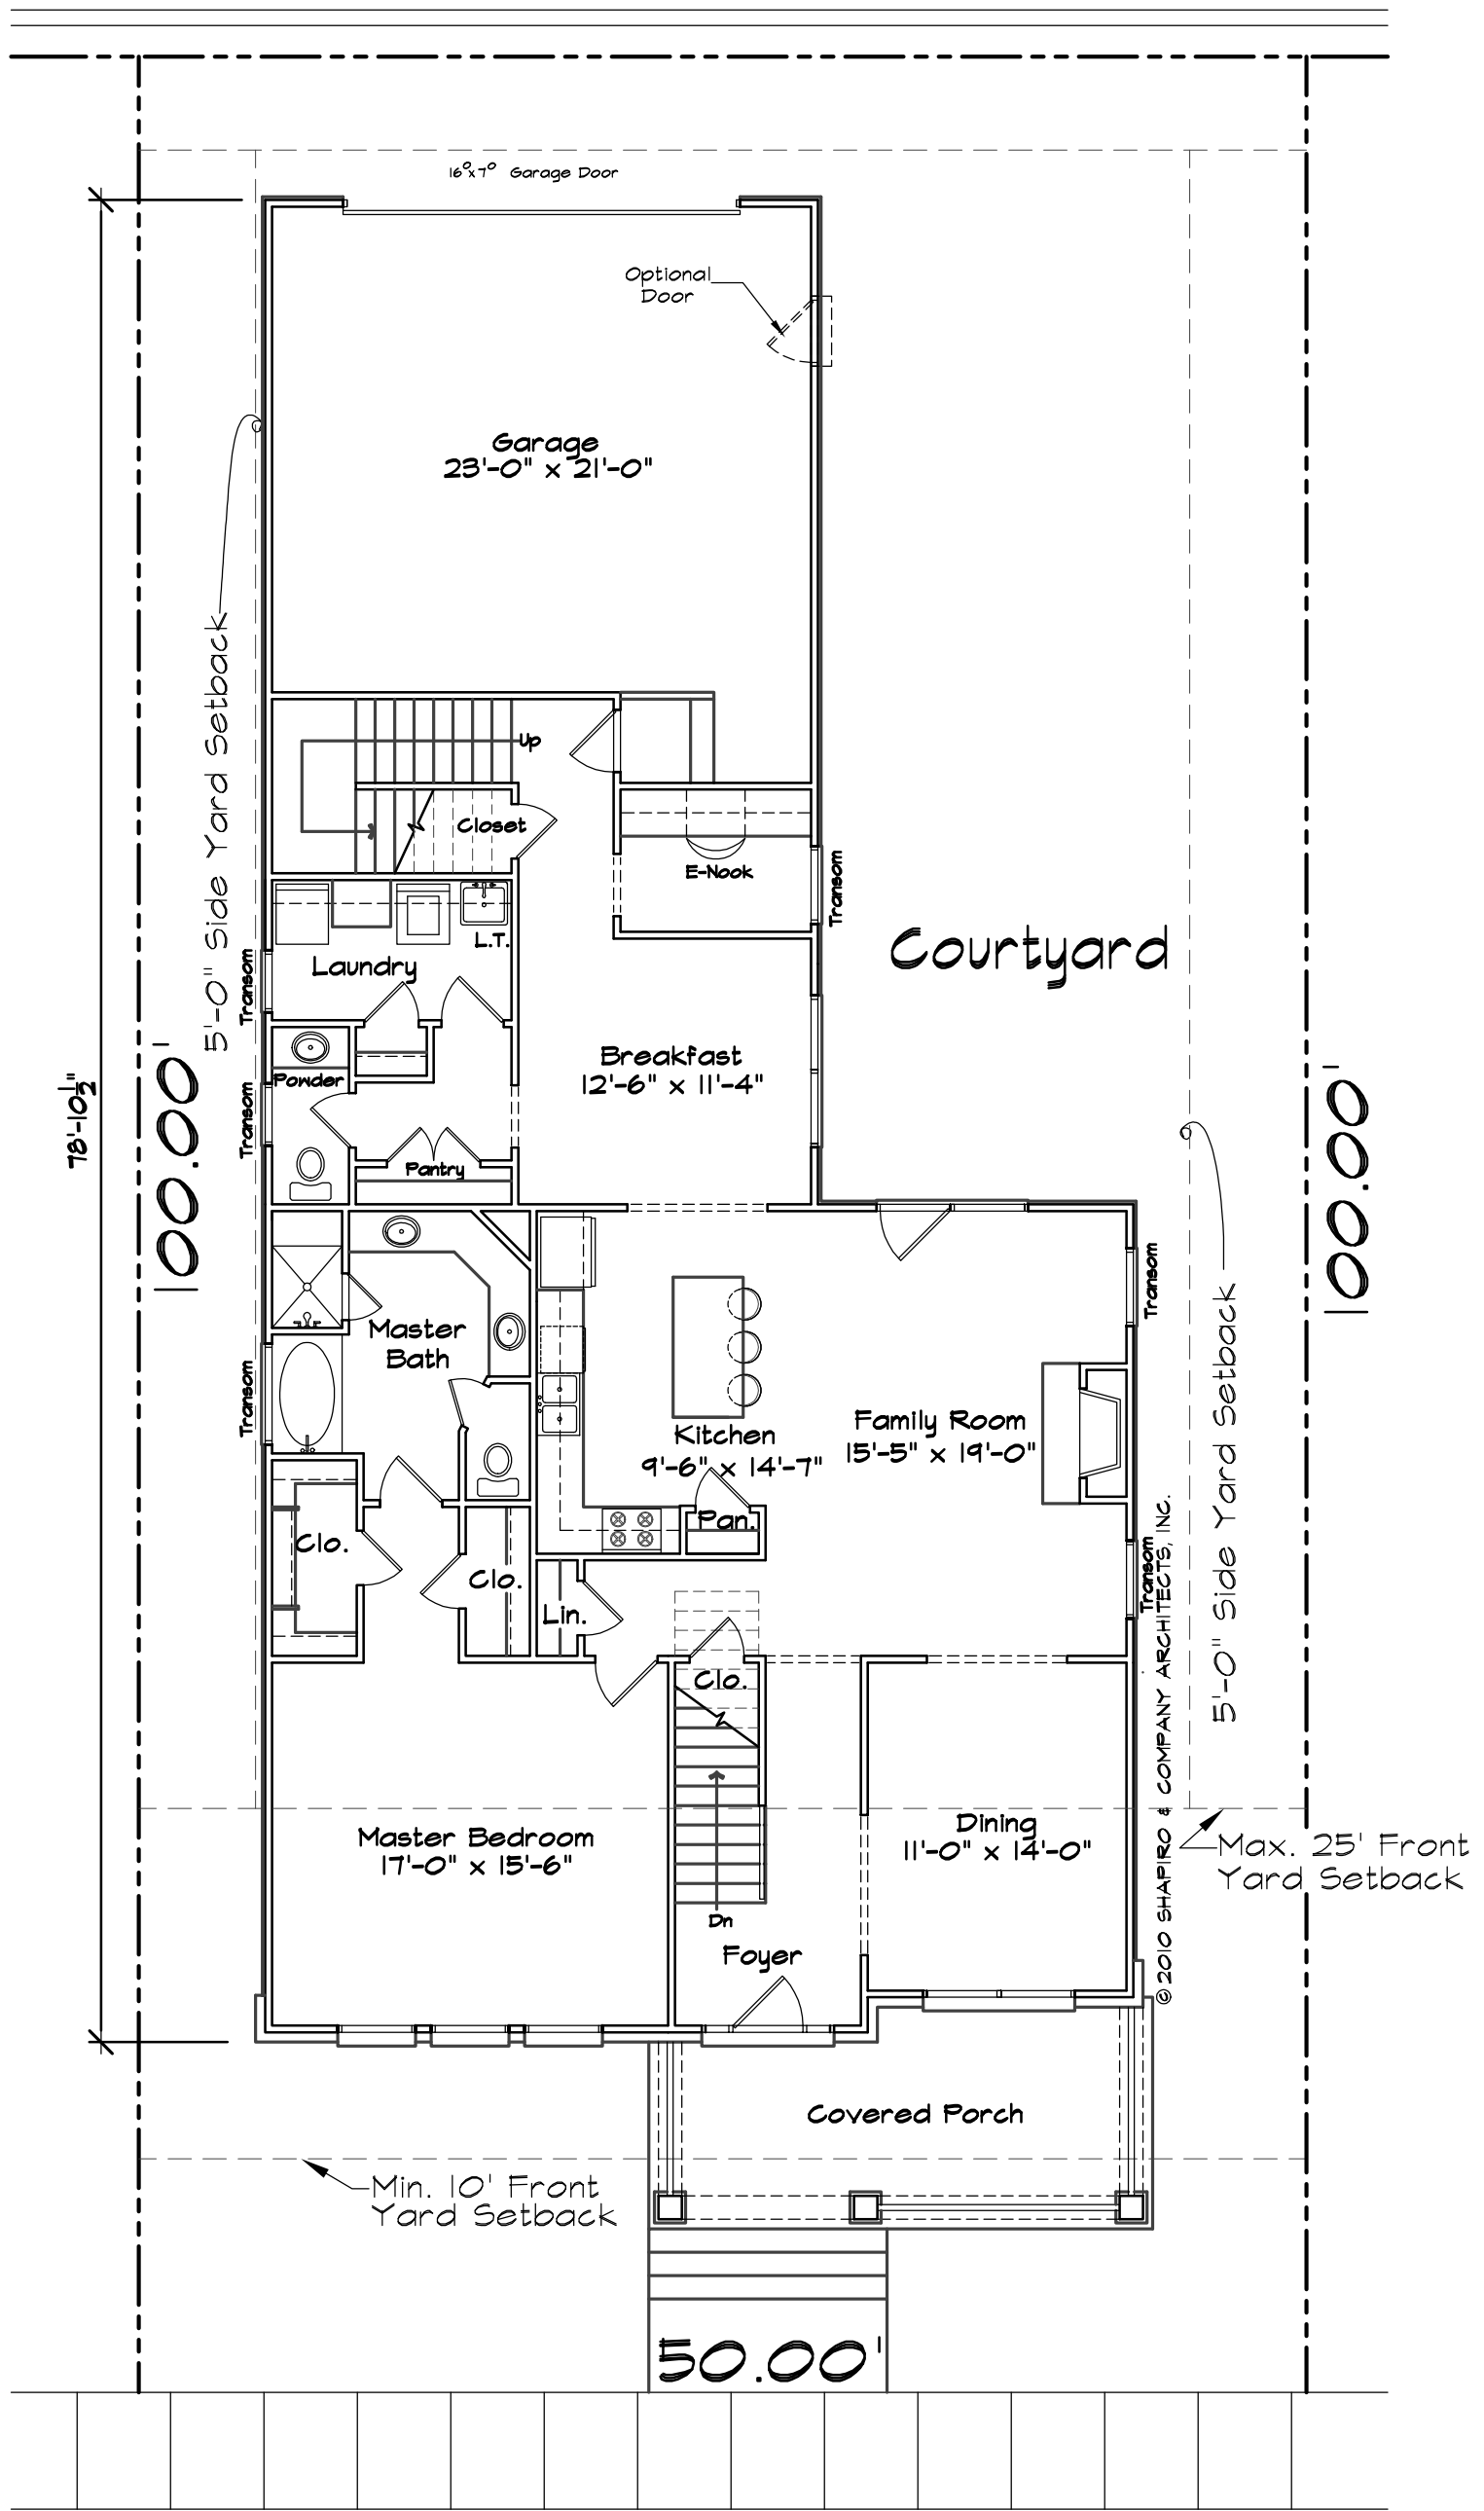 16⁰x7⁰ Garage Door
Optional
Door
Garage
23'-0" x 21'-0"
5'-0" Side Yard Setback
Up
Closet
E-Nook
Transom
L.T.
Laundry
Transom
Courtyard
Breakfast
12'-6" x 11'-4"
Powder
Transom
Pantry
78'-10½"
100.00'
100.00'
Transom
Master
Bath
Transom
Kitchen
9'-6" x 14'-7"
Family Room
15'-5" x 19'-0"
5'-0" Side Yard Setback
Pan.
Clo.
Clo.
Lin.
Transom
Clo.
©2010 SHAPIRO & COMPANY ARCHITECTS, INC.
Master Bedroom
17'-0" x 15'-6"
Dining
11'-0" x 14'-0"
Max. 25' Front
Yard Setback
Dn
Foyer
Covered Porch
Min. 10' Front
Yard Setback
50.00'